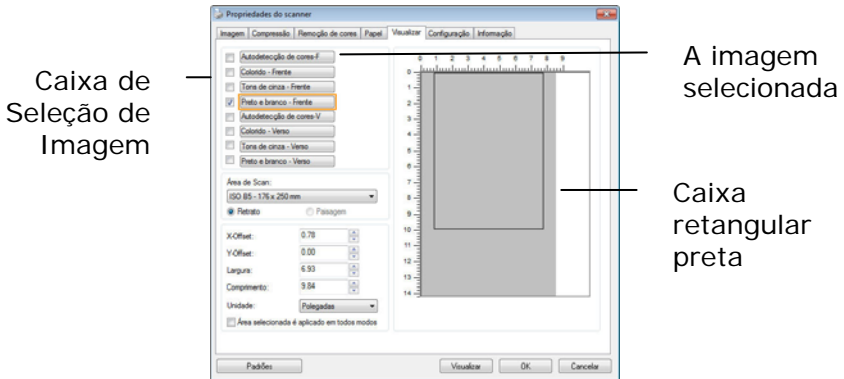 Propriedades do scanner
Imagem Compressão Remoção de cores Papel Visualizar Configuração Informação
Caixa de
Seleção de
Imagem
Autodetecção de cores-F
Colorido - Frente
Tons de cinza - Frente
Preto e branco - Frente
Autodetecção de cores-V
Colorido - Verso
Tons de cinza - Verso
Preto e branco - Verso
Área de Scan:
ISO B5 - 176 x 250 mm
Retrato Paisagem
X-Offset: 0.78
Y-Offset: 0.00
Largura: 6.93
Comprimento: 9.84
Unidade: Polegadas
Área selecionada é aplicado em todos modos
0 1 2 3 4 5 6 7 8 9
0
1
2
3
4
5
6
7
8
9
10
11
12
13
14
A imagem
selecionada
Caixa
retangular
preta
Padrões Visualizar OK Cancelar